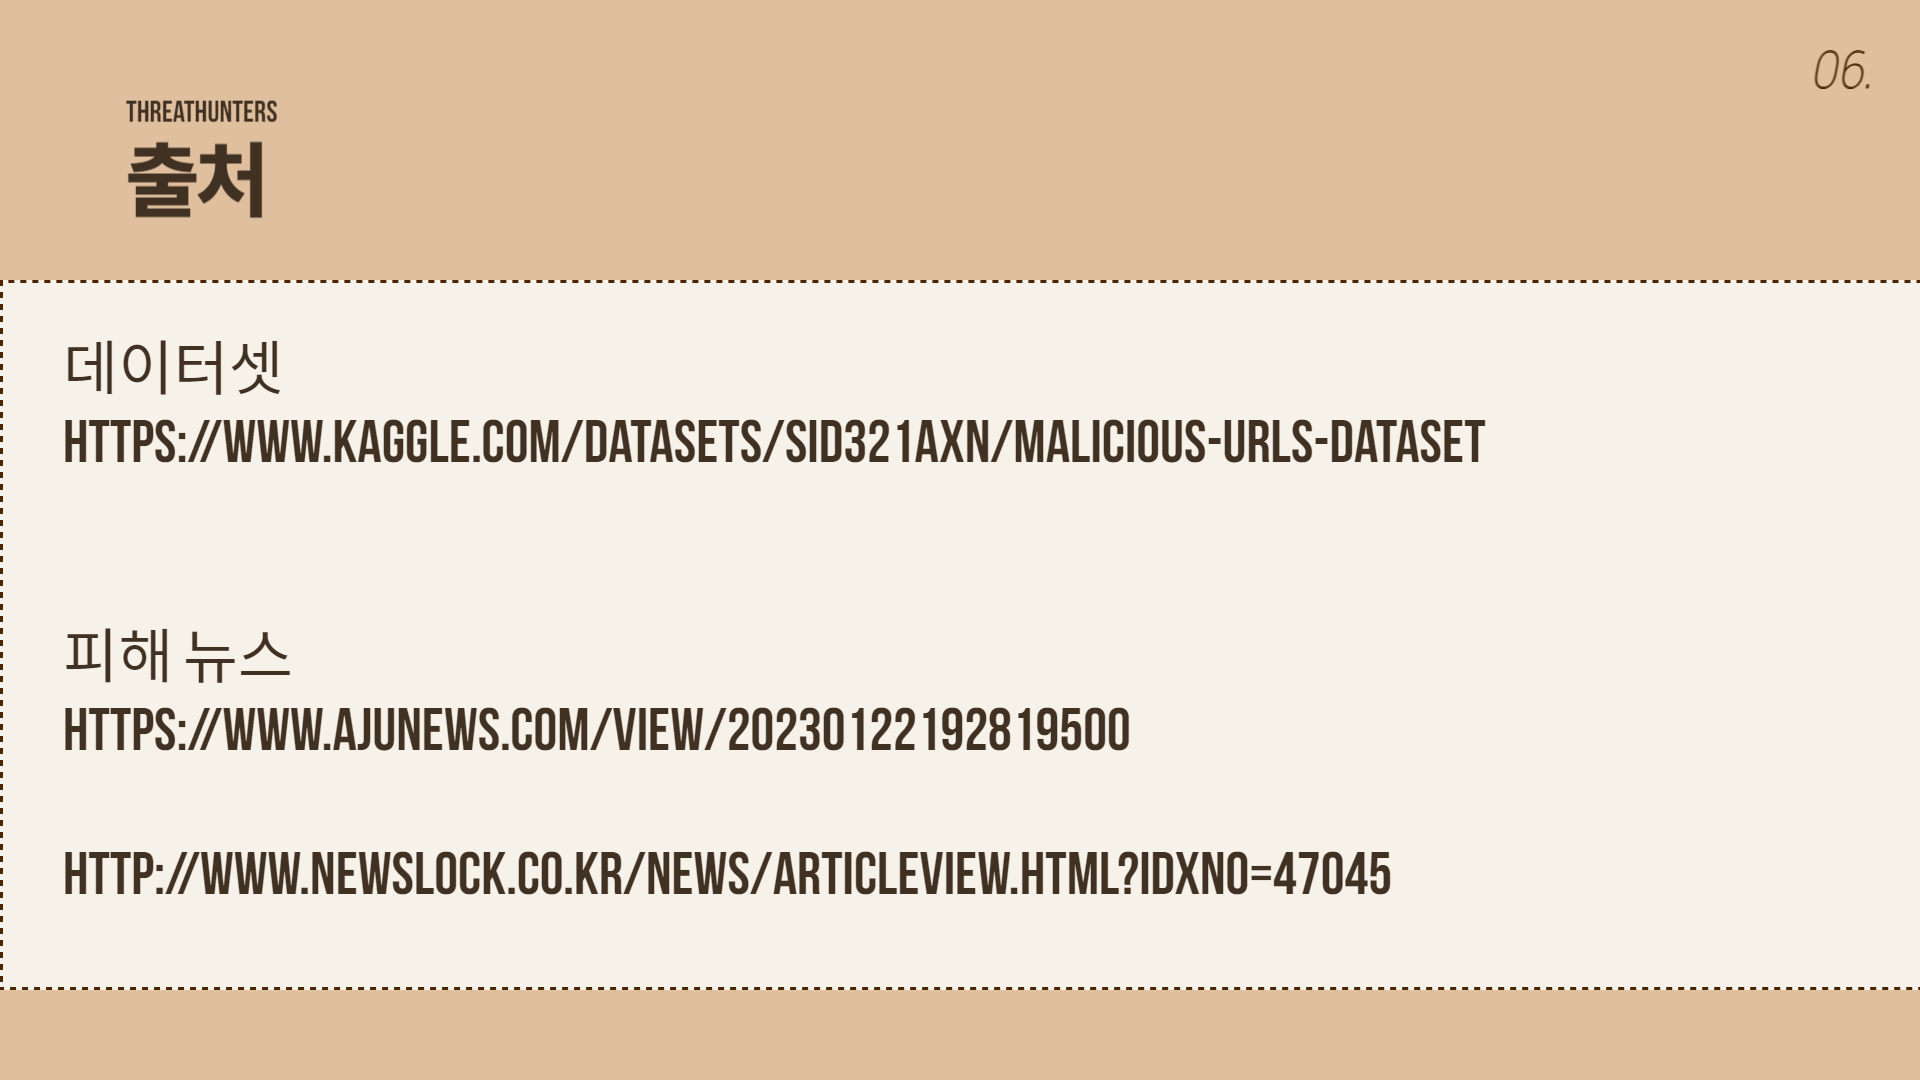 06.
THREATHUNTERS
출처
데이터셋
HTTPS://WWW.KAGGLE.COM/DATASETS/SID321AXN/MALICIOUS-URLS-DATASET
피해 뉴스
HTTPS://WWW.AJUNEWS.COM/VIEW/20230122192819500
HTTP://WWW.NEWSLOCK.CO.KR/NEWS/ARTICLEVIEW.HTML?IDXNO=47045